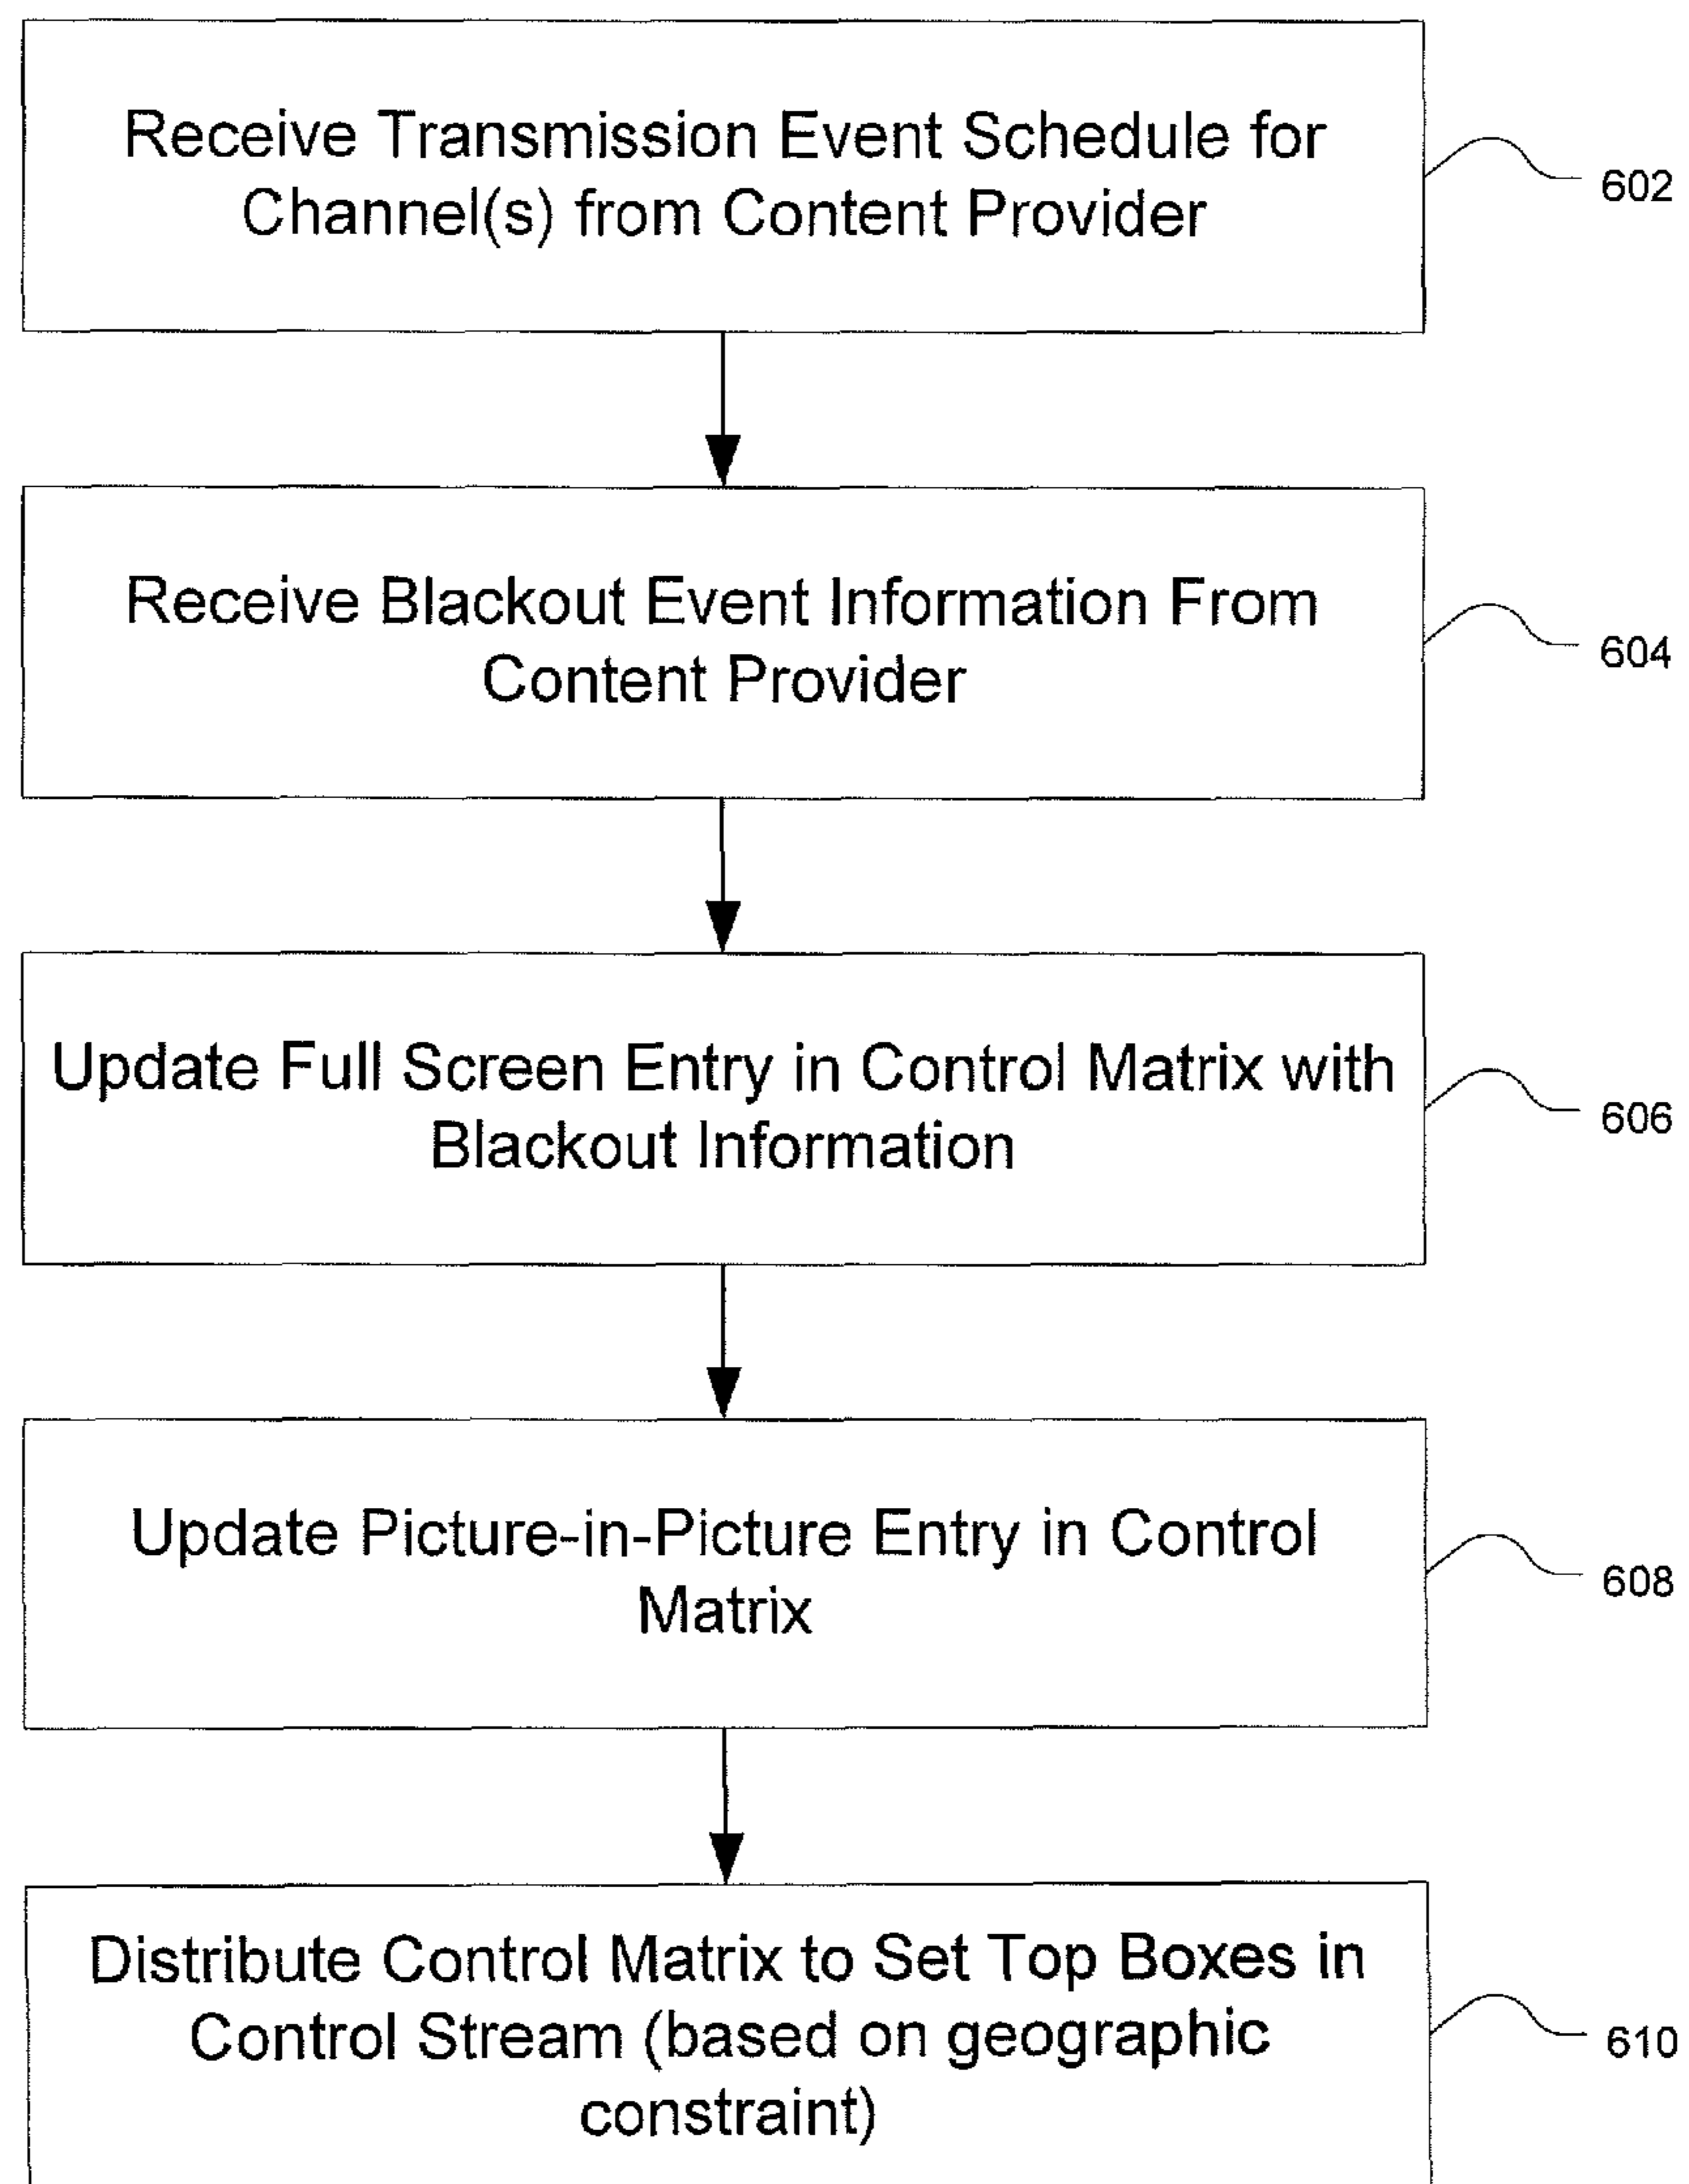 Receive Transmission Event Schedule for
Channel(s) from Content Provider
602
Receive Blackout Event Information From
Content Provider
604
Update Full Screen Entry in Control Matrix with
Blackout Information
606
Update Picture-in-Picture Entry in Control
Matrix
608
Distribute Control Matrix to Set Top Boxes in
Control Stream (based on geographic
constraint)
610